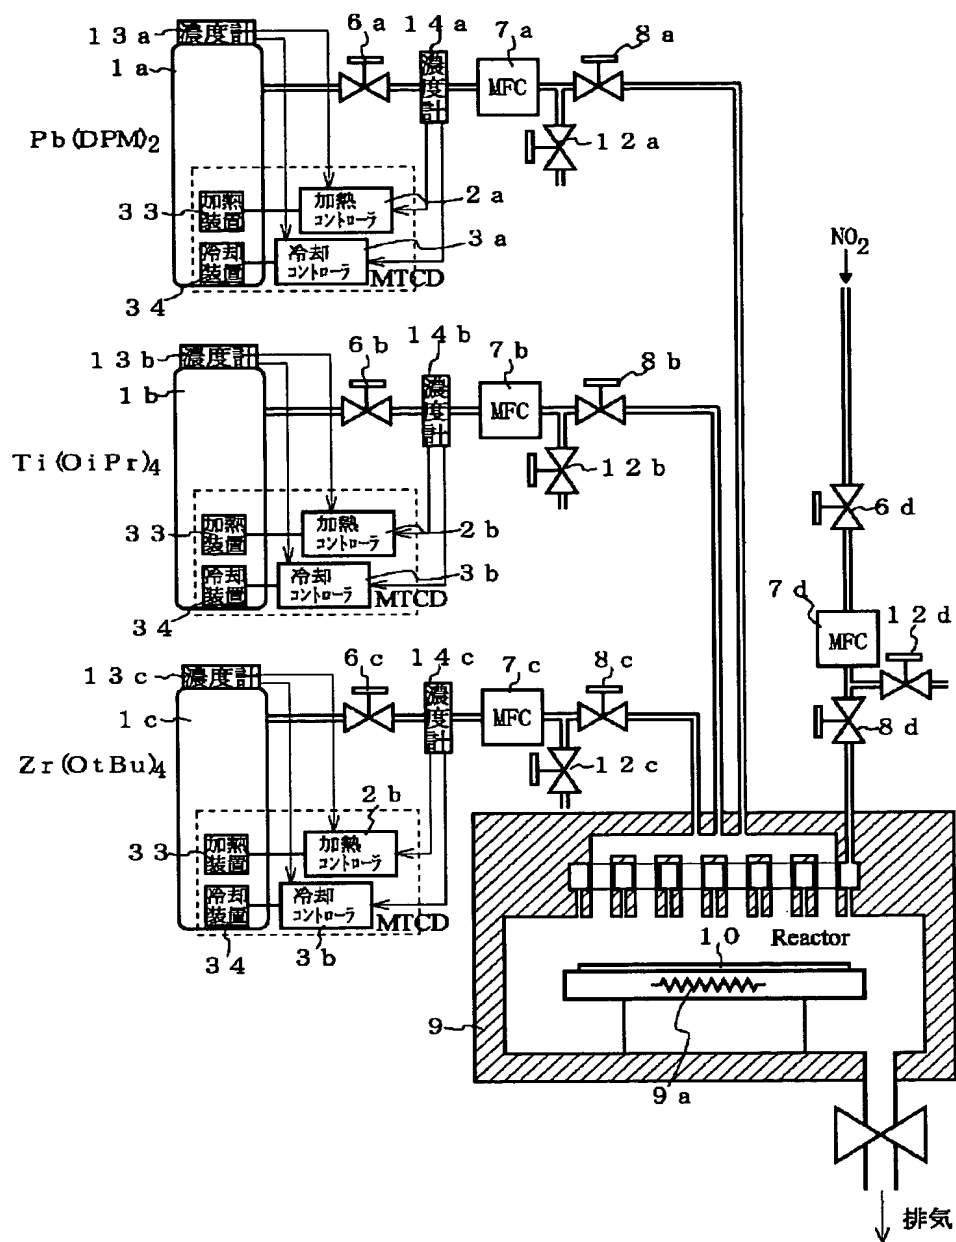 13a
濃度計
1a
Pb(DPM)2
6a
14a
濃度計
7a
MFC
8a
12a
33
加熱装置
加熱コントローラ
2a
冷却装置
冷却コントローラ
3a
MTCD
34
NO2
13b
濃度計
1b
Ti(OiPr)4
6b
14b
濃度計
7b
MFC
8b
12b
33
加熱装置
加熱コントローラ
2b
冷却装置
冷却コントローラ
3b
MTCD
34
6d
7d
MFC
12d
8d
13c
濃度計
1c
Zr(OtBu)4
6c
14c
濃度計
7c
MFC
8c
12c
2b
33
加熱装置
加熱コントローラ
冷却装置
冷却コントローラ
MTCD
34
3b
10
Reactor
9
9a
排気